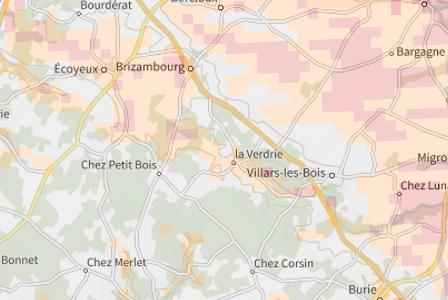 Bourdérat
Bargagne
Écoyeux
Brizambourg
Chez Petit Bois
la Verdrie
Villars-les-Bois
Migro
Chez Lun
Bonnet
Chez Merlet
Chez Corsin
Burie